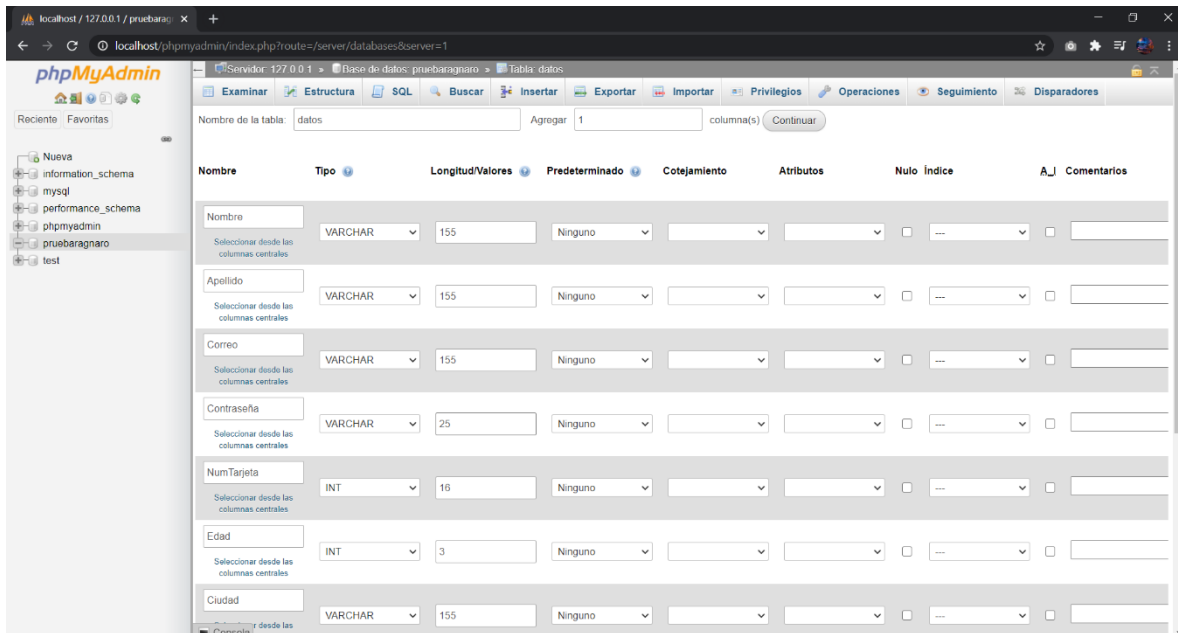 localhost / 127.0.0.1 / pruebarag
localhost/phpmyadmin/index.php?route=/server/databases&server=1
phpMyAdmin
Reciente Favoritas
Nueva
information_schema
mysql
performance_schema
phpmyadmin
pruebaragnaro
test
Servidor: 127.0.0.1 » Base de datos: pruebaragnaro » Tabla: datos
Examinar Estructura SQL Buscar Insertar Exportar Importar Privilegios Operaciones Seguimiento Disparadores
Nombre de la tabla: datos Agregar 1 columna(s) Continuar
Nombre Tipo Longitud/Valores Predeterminado Cotejamiento Atributos Nulo Índice A_I Comentarios
Nombre
VARCHAR 155 Ninguno ---
Seleccionar desde las
columnas centrales
Apellido
VARCHAR 155 Ninguno ---
Seleccionar desde las
columnas centrales
Correo
VARCHAR 155 Ninguno ---
Seleccionar desde las
columnas centrales
Contraseña
VARCHAR 25 Ninguno ---
Seleccionar desde las
columnas centrales
NumTarjeta
INT 16 Ninguno ---
Seleccionar desde las
columnas centrales
Edad
INT 3 Ninguno ---
Seleccionar desde las
columnas centrales
Ciudad
VARCHAR 155 Ninguno ---
desde las
Consola